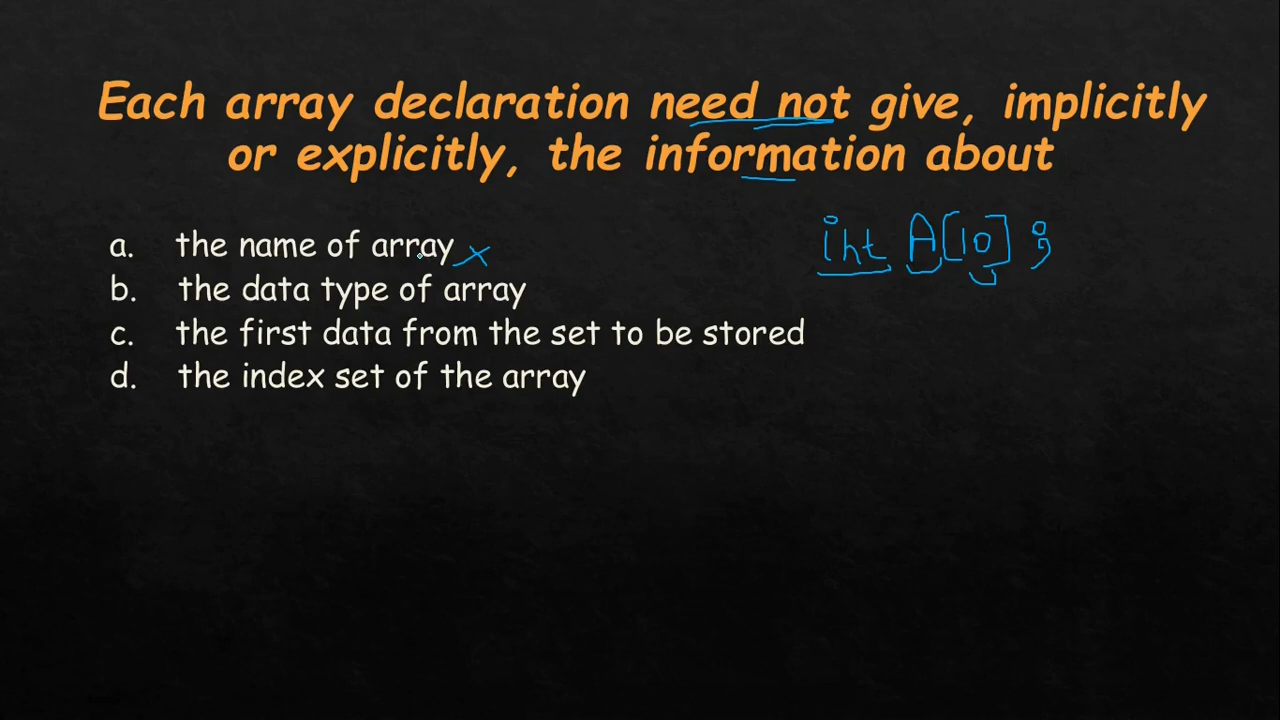 Each array declaration need not give, implicitly
or explicitly, the information about
a. the name of array x
int A[10];
b. the data type of array
c. the first data from the set to be stored
d. the index set of the array